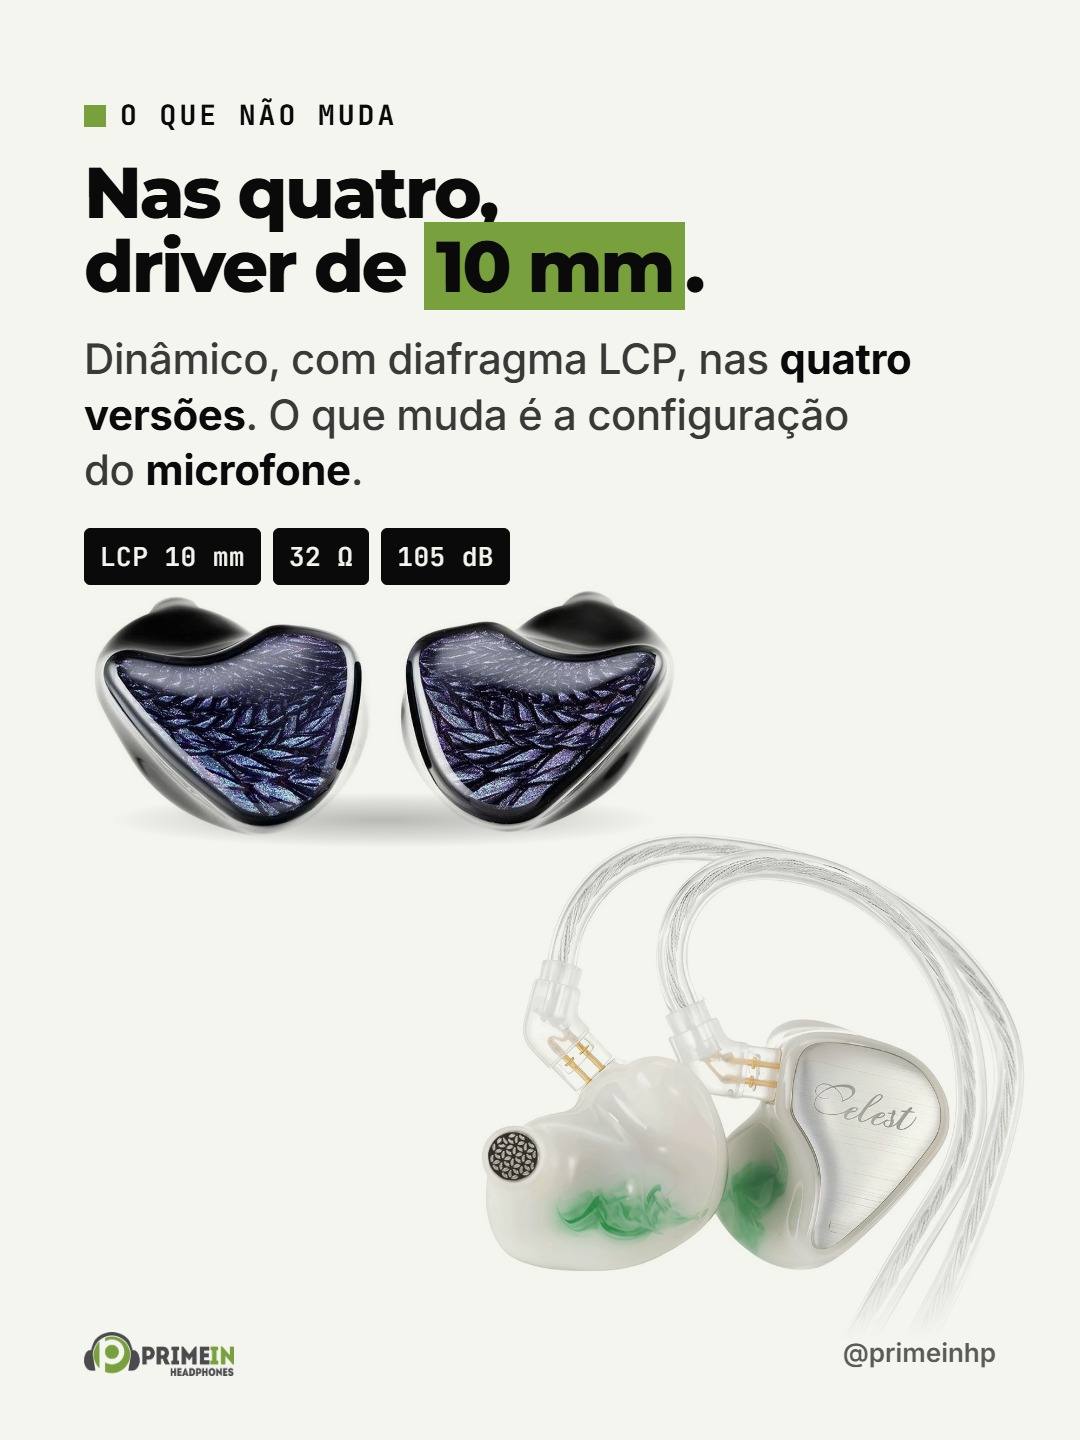 O QUE NÃO MUDA
Nas quatro,
driver de 10 mm.
Dinâmico, com diafragma LCP, nas quatro
versões. O que muda é a configuração
do microfone.
LCP 10 mm 32 Ω 105 dB
Celest
PRIMEIN
HEADPHONES
@primeinhp